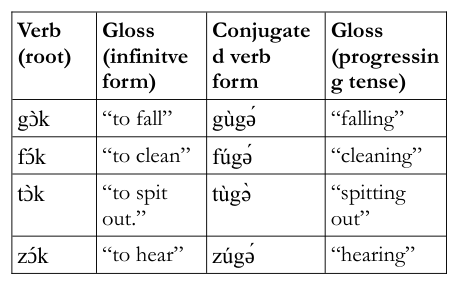 Verb (root) | Gloss (infinitve form) | Conjugate d verb form | Gloss (progressin g tense)
gɔ̀k | “to fall” | gùgə́ | “falling”
fɔ́k | “to clean” | fúgə́ | “cleaning”
tɔ̀k | “to spit out.” | tùgə̀ | “spitting out”
zɔ́k | “to hear” | zúgə́ | “hearing”